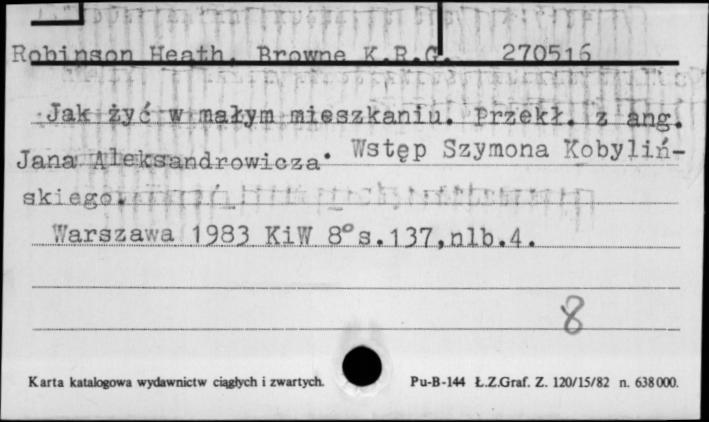 Robinson Heath, Browne K.R.G. 270516
Jak żyć w małym mieszkaniu. Przekł. z ang.
Jana Aleksandrowicza. Wstęp Szymona Kobyliń-
skiego.
Warszawa 1983 KiW 8° s.137,nlb.4.
8
Karta katalogowa wydawnictw ciągłych i zwartych. Pu-B-144 Ł.Z.Graf. Z. 120/15/82 n. 638000.